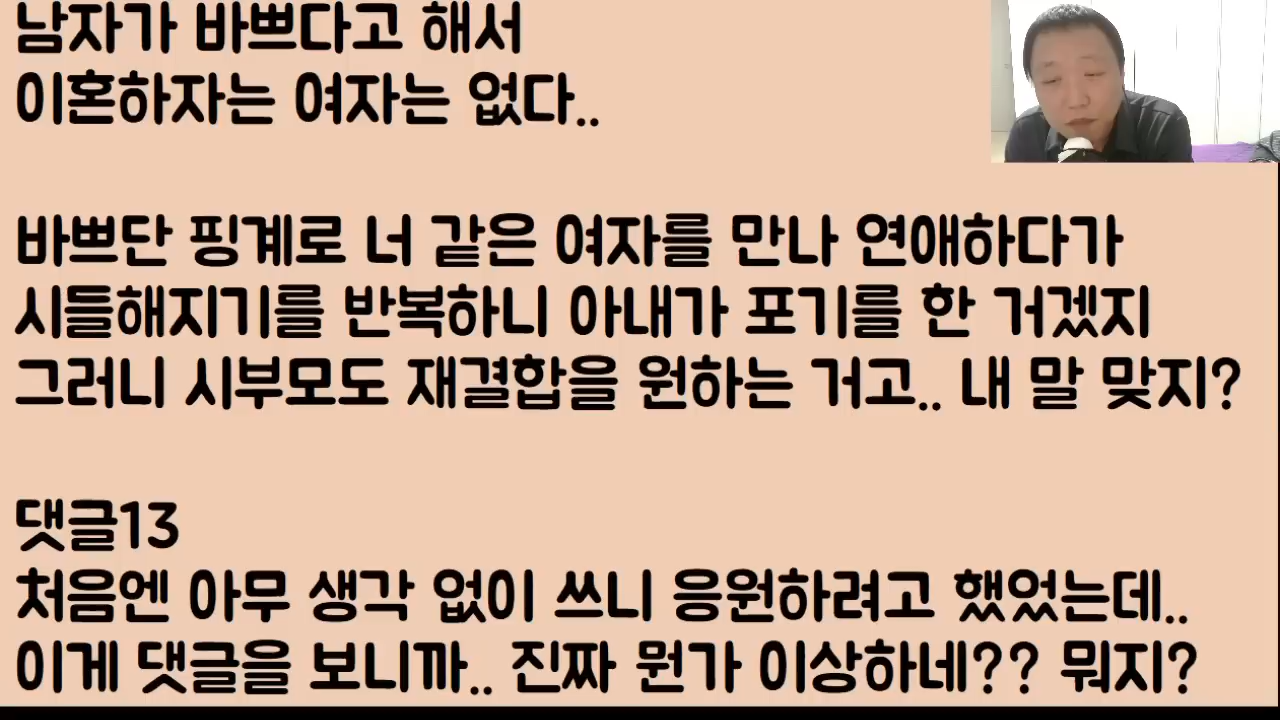 남자가 바쁘다고 해서
이혼하자는 여자는 없다..
바쁘단 핑계로 너 같은 여자를 만나 연애하다가
시들해지기를 반복하니 아내가 포기를 한 거겠지
그러니 시부모도 재결합을 원하는 거고.. 내 말 맞지?
댓글13
처음엔 아무 생각 없이 쓰니 응원하려고 했었는데..
이게 댓글을 보니까.. 진짜 뭔가 이상하네?? 뭐지?